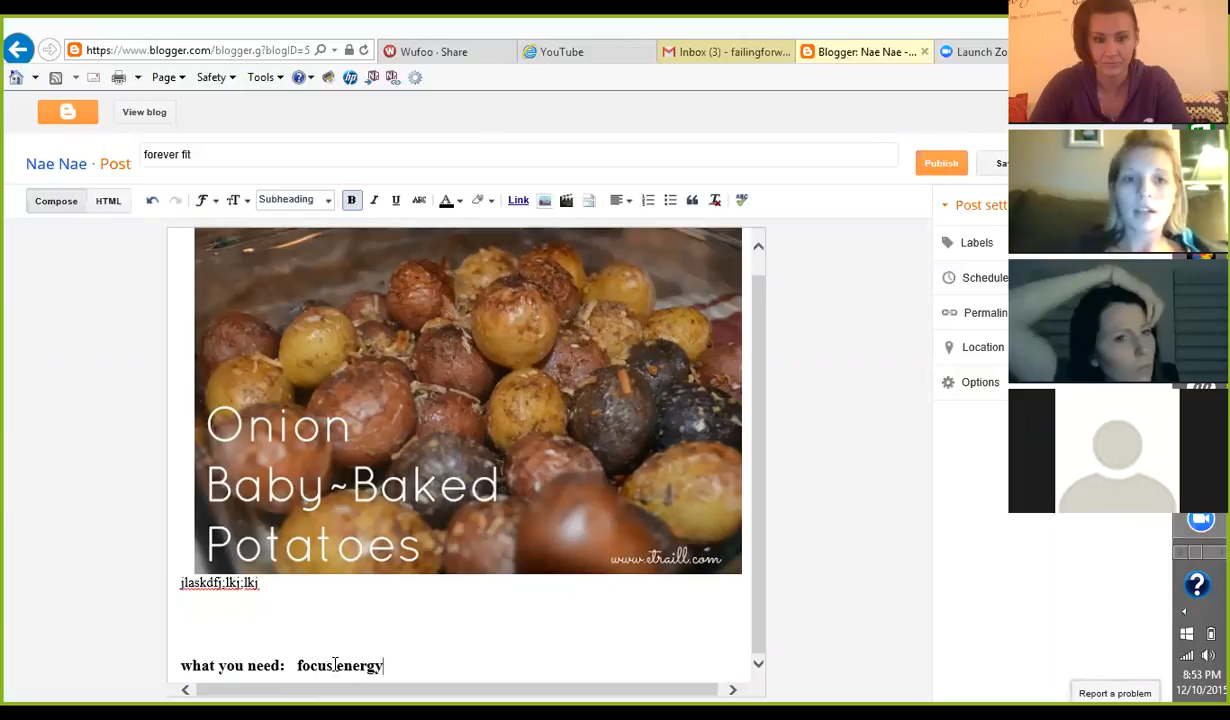 https://www.blogger.com/blogger.g?blogID=5
Wufoo · Share
YouTube
Inbox (3) - failingforw...
Blogger: Nae Nae -...
Launch Zo
Page
Safety
Tools
View blog
Nae Nae · Post
forever fit
Publish
Sa
Compose
HTML
Subheading
B
I
U
ABC
A
Link
Post sett
Labels
Schedule
Permalin
Location
Options
Onion
Baby~Baked
Potatoes
www.etraill.com
jlaskdfj;lkj;lkj
what you need: focus energy
8:53 PM
12/10/2015
Report a problem